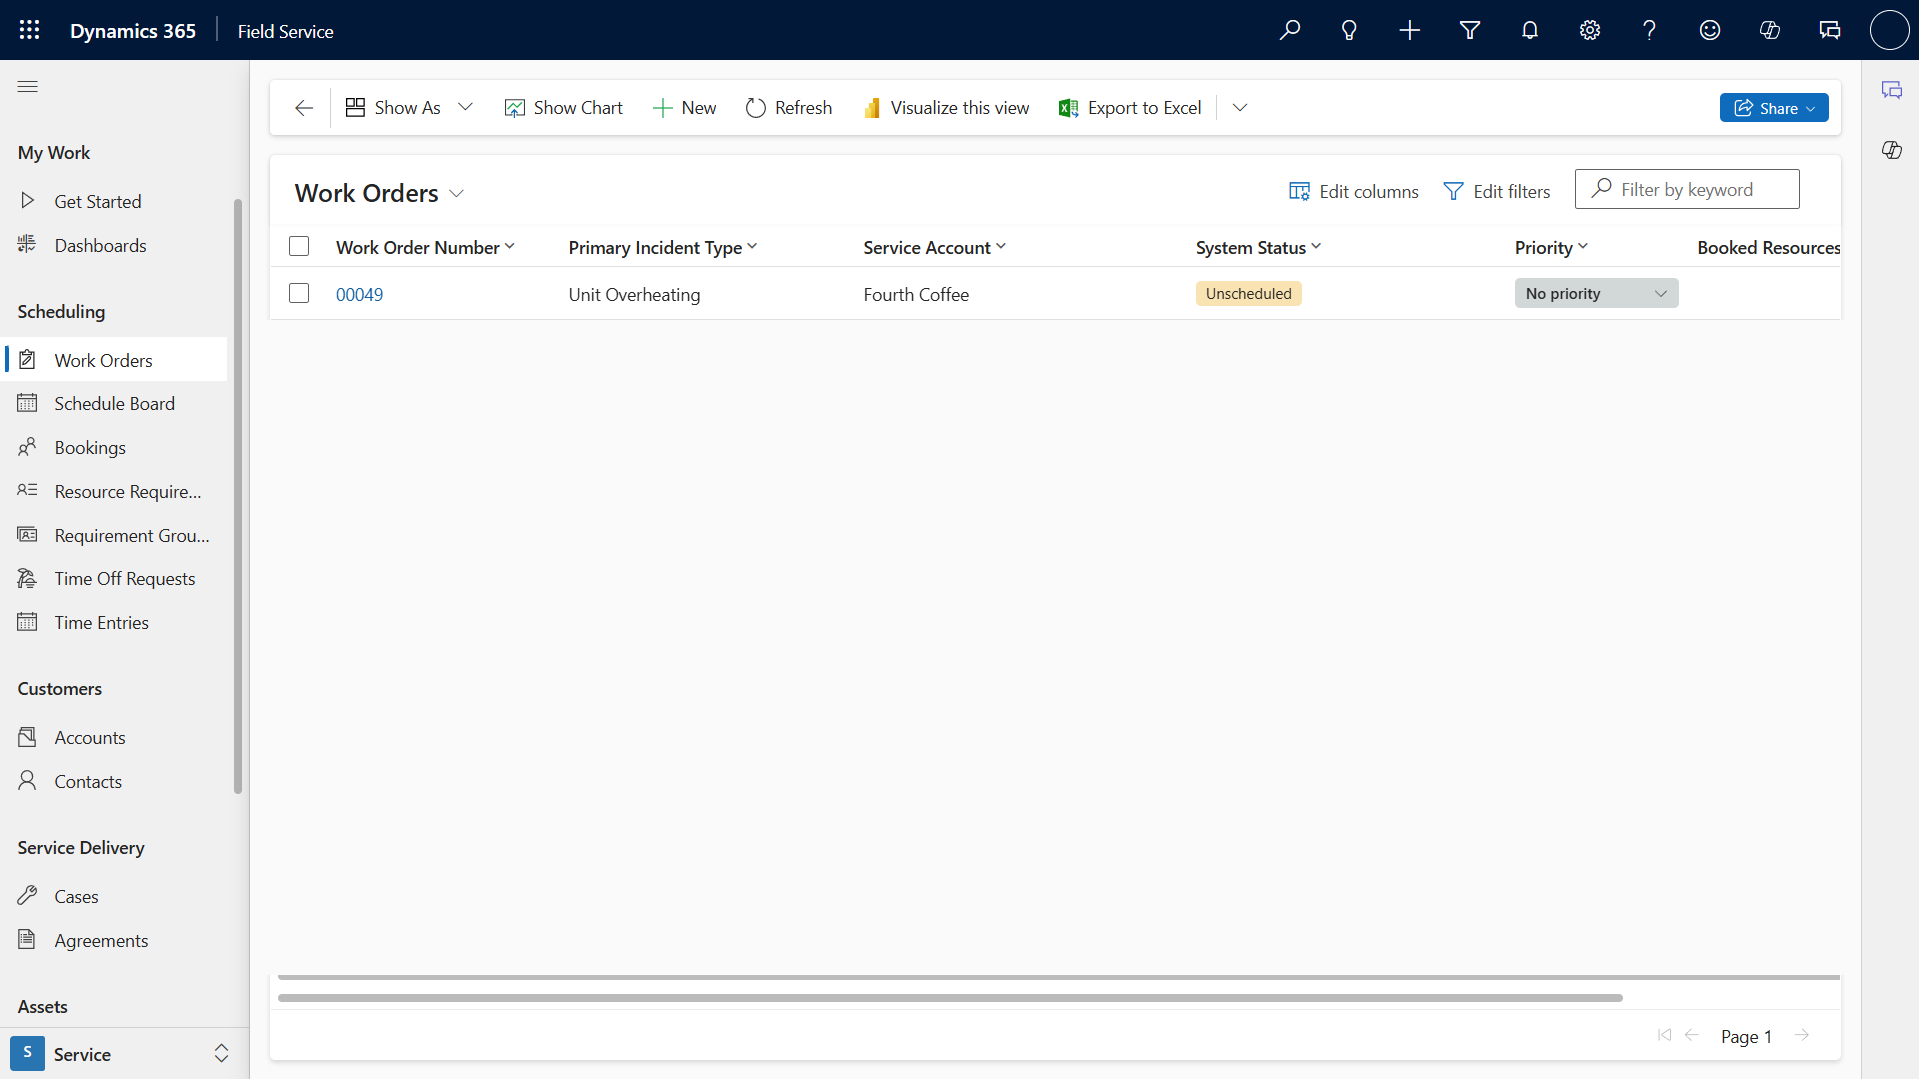 Dynamics 365 Field Service
Show As Show Chart New Refresh Visualize this view Export to Excel Share
My Work
Get Started
Dashboards
Scheduling
Work Orders
Schedule Board
Bookings
Resource Require...
Requirement Grou...
Time Off Requests
Time Entries
Customers
Accounts
Contacts
Service Delivery
Cases
Agreements
Assets
S Service
Work Orders Edit columns Edit filters Filter by keyword
Work Order Number Primary Incident Type Service Account System Status Priority Booked Resources
00049 Unit Overheating Fourth Coffee Unscheduled No priority
Page 1